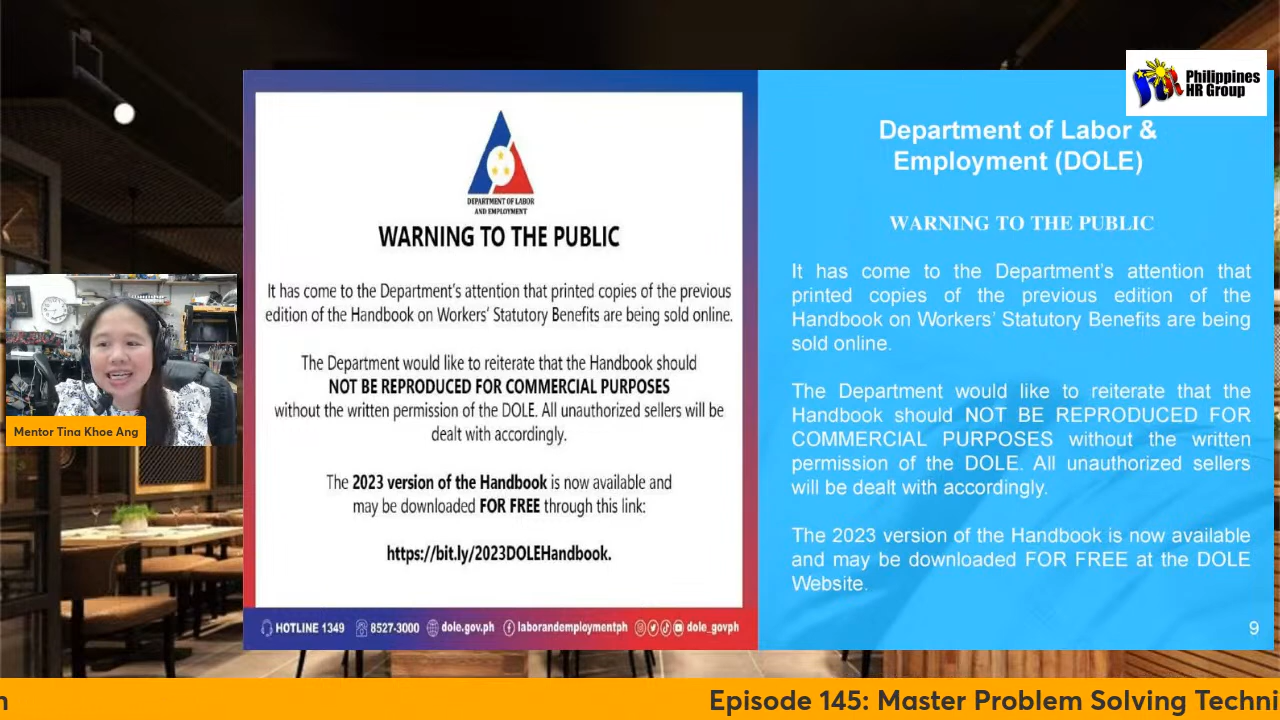 Philippines
HR Group
DEPARTMENT OF LABOR
AND EMPLOYMENT
WARNING TO THE PUBLIC
It has come to the Department's attention that printed copies of the previous
edition of the Handbook on Workers' Statutory Benefits are being sold online.
The Department would like to reiterate that the Handbook should
NOT BE REPRODUCED FOR COMMERCIAL PURPOSES
without the written permission of the DOLE. All unauthorized sellers will be
dealt with accordingly.
The 2023 version of the Handbook is now available and
may be downloaded FOR FREE through this link:
https://bit.ly/2023DOLEHandbook.
HOTLINE 1349 8527-3000 dole.gov.ph laborandemploymentph dole_govph
Department of Labor &
Employment (DOLE)
WARNING TO THE PUBLIC
It has come to the Department's attention that
printed copies of the previous edition of the
Handbook on Workers' Statutory Benefits are being
sold online.
The Department would like to reiterate that the
Handbook should NOT BE REPRODUCED FOR
COMMERCIAL PURPOSES without the written
permission of the DOLE. All unauthorized sellers
will be dealt with accordingly.
The 2023 version of the Handbook is now available
and may be downloaded FOR FREE at the DOLE
Website.
9
Mentor Tina Khoe Ang
n Episode 145: Master Problem Solving Techni